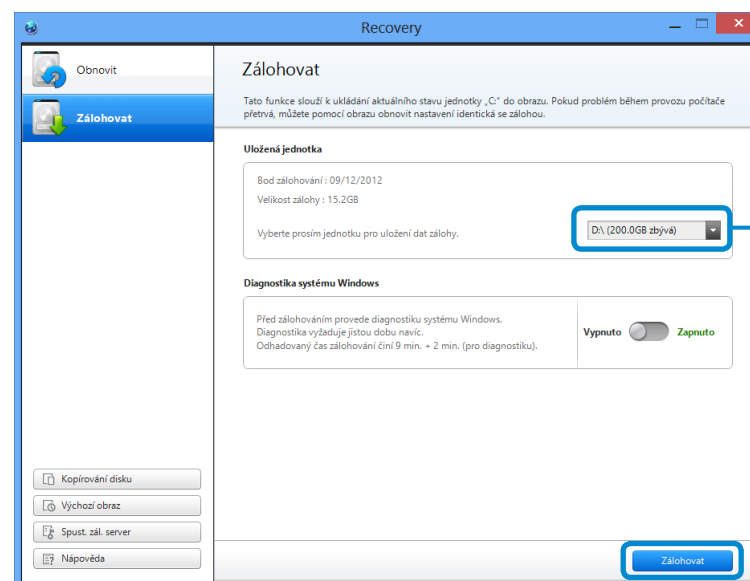 Recovery
Obnovit
Zálohovat
Zálohovat
Tato funkce slouží k ukládání aktuálního stavu jednotky „C:“ do obrazu. Pokud problém během provozu počítače
přetrvá, můžete pomocí obrazu obnovit nastavení identická se zálohou.
Uložená jednotka
Bod zálohování : 09/12/2012
Velikost zálohy : 15.2GB
Vyberte prosím jednotku pro uložení dat zálohy.
D:\ (200.0GB zbývá)
Diagnostika systému Windows
Před zálohováním provede diagnostiku systému Windows.
Diagnostika vyžaduje jistou dobu navíc.
Odhadovaný čas zálohování činí 9 min. + 2 min. (pro diagnostiku).
Vypnuto Zapnuto
Kopírování disku
Výchozí obraz
Spust. zál. server
Nápověda
Zálohovat